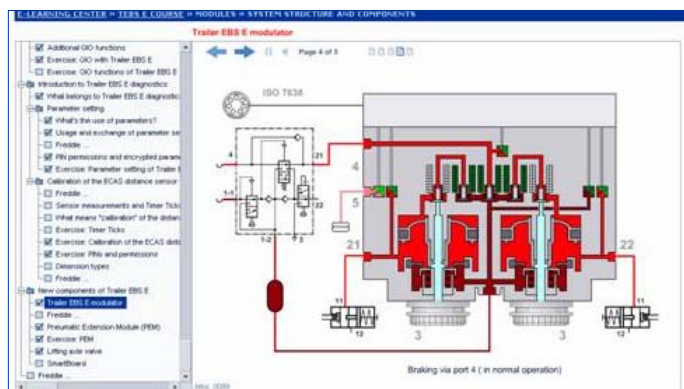 E-LEARNING CENTER » TEBS E COURSE » MODULES » SYSTEM STRUCTURE AND COMPONENTS
Trailer EBS E modulator
Page 4 of 5
Additional GIO functions
Exercise: GIO with Trailer EBS E
Exercise: GIO functions of Trailer EBS E
Introduction to Trailer EBS E diagnostics
What belongs to Trailer EBS E diagnostic
Parameter setting
What's the use of parameters?
Usage and exchange of parameter se
Freddie ...
PIN permissions and encrypted param
Exercise: Parameter setting of Trailer E
Calibration of the ECAS distance sensor
Freddie ...
Sensor measurements and Timer Ticks
What means "calibration" of the distan
Exercise: Timer Ticks
Exercise: Calibration of the ECAS dist
Exercise: PINs and permissions
Dimension types
New components of Trailer EBS E
Trailer EBS E modulator
Freddie ...
Pneumatic Extension Module (PEM)
Exercise: PEM
Lifting axle valve
SmartBoard
Freddie ...
ISO 7638
4
21
1-1
22
1-2
3
4
5
21
22
11
12
3
3
11
12
Braking via port 4 ( in normal operation)